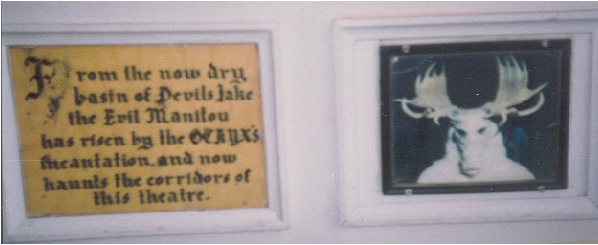 From the now dry
basin of Devils Lake
the Evil Manitou
has risen by the OCRYX's
incantation, and now
haunts the corridors of
this theatre.